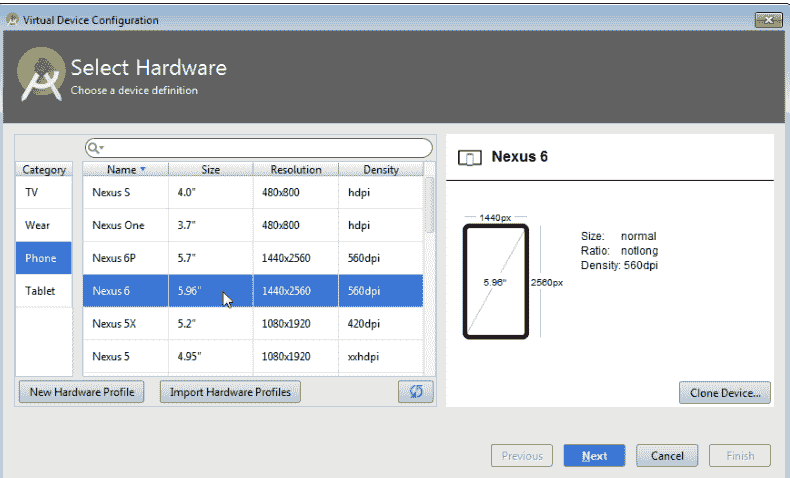 Virtual Device Configuration
Select Hardware
Choose a device definition
Category
TV
Wear
Phone
Tablet
Name Size Resolution Density
Nexus S 4.0" 480x800 hdpi
Nexus One 3.7" 480x800 hdpi
Nexus 6P 5.7" 1440x2560 560dpi
Nexus 6 5.96" 1440x2560 560dpi
Nexus 5X 5.2" 1080x1920 420dpi
Nexus 5 4.95" 1080x1920 xxhdpi
New Hardware Profile Import Hardware Profiles
Nexus 6
1440px
5.96" 2560px
Size: normal
Ratio: notlong
Density: 560dpi
Clone Device...
Previous Next Cancel Finish